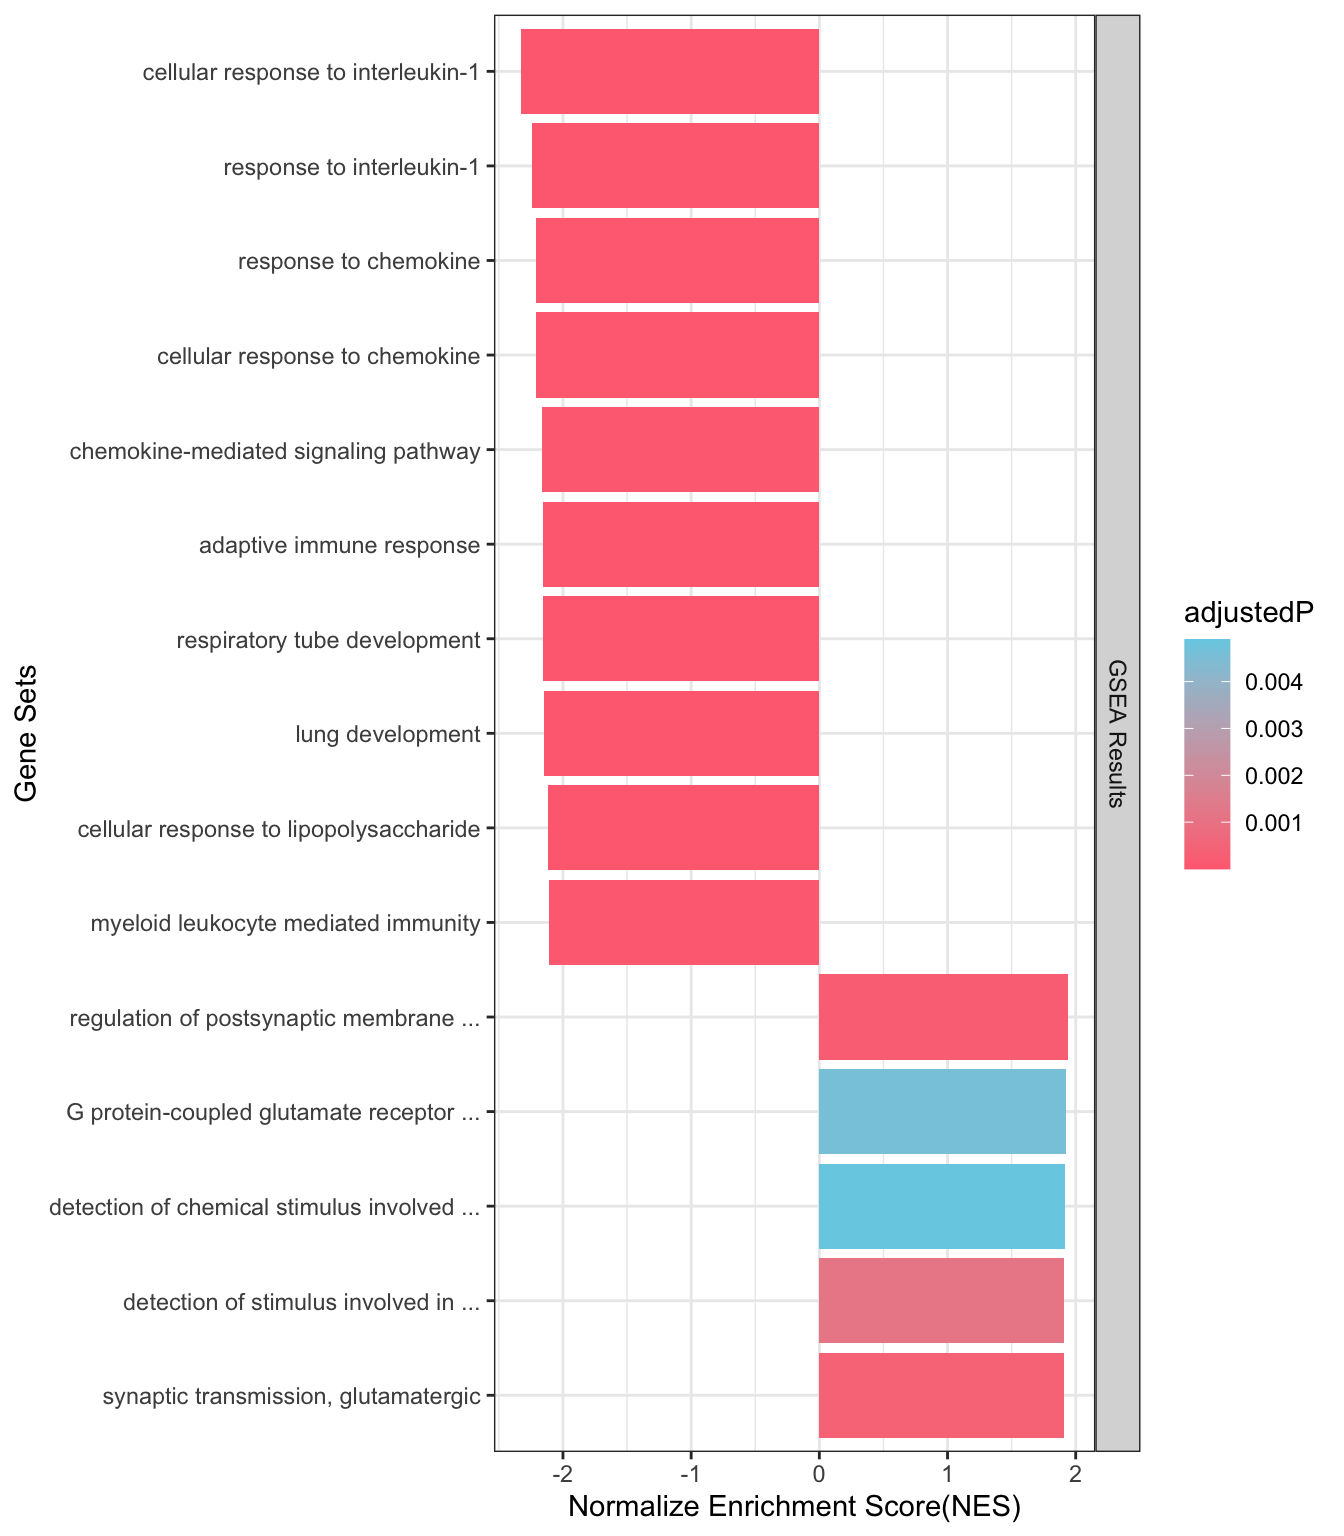 cellular response to interleukin-1
response to interleukin-1
response to chemokine
cellular response to chemokine
chemokine-mediated signaling pathway
adaptive immune response
respiratory tube development
lung development
cellular response to lipopolysaccharide
myeloid leukocyte mediated immunity
regulation of postsynaptic membrane ...
G protein-coupled glutamate receptor ...
detection of chemical stimulus involved ...
detection of stimulus involved in ...
synaptic transmission, glutamatergic
Gene Sets
-2 -1 0 1 2
Normalize Enrichment Score(NES)
GSEA Results
adjustedP
0.004
0.003
0.002
0.001